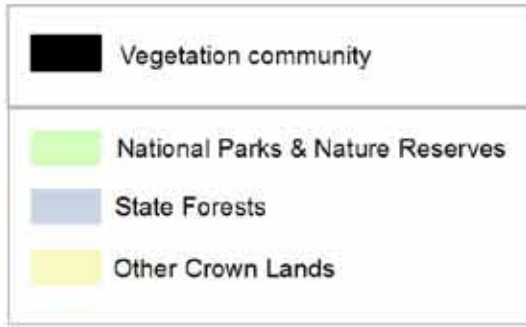 Vegetation community
National Parks & Nature Reserves
State Forests
Other Crown Lands